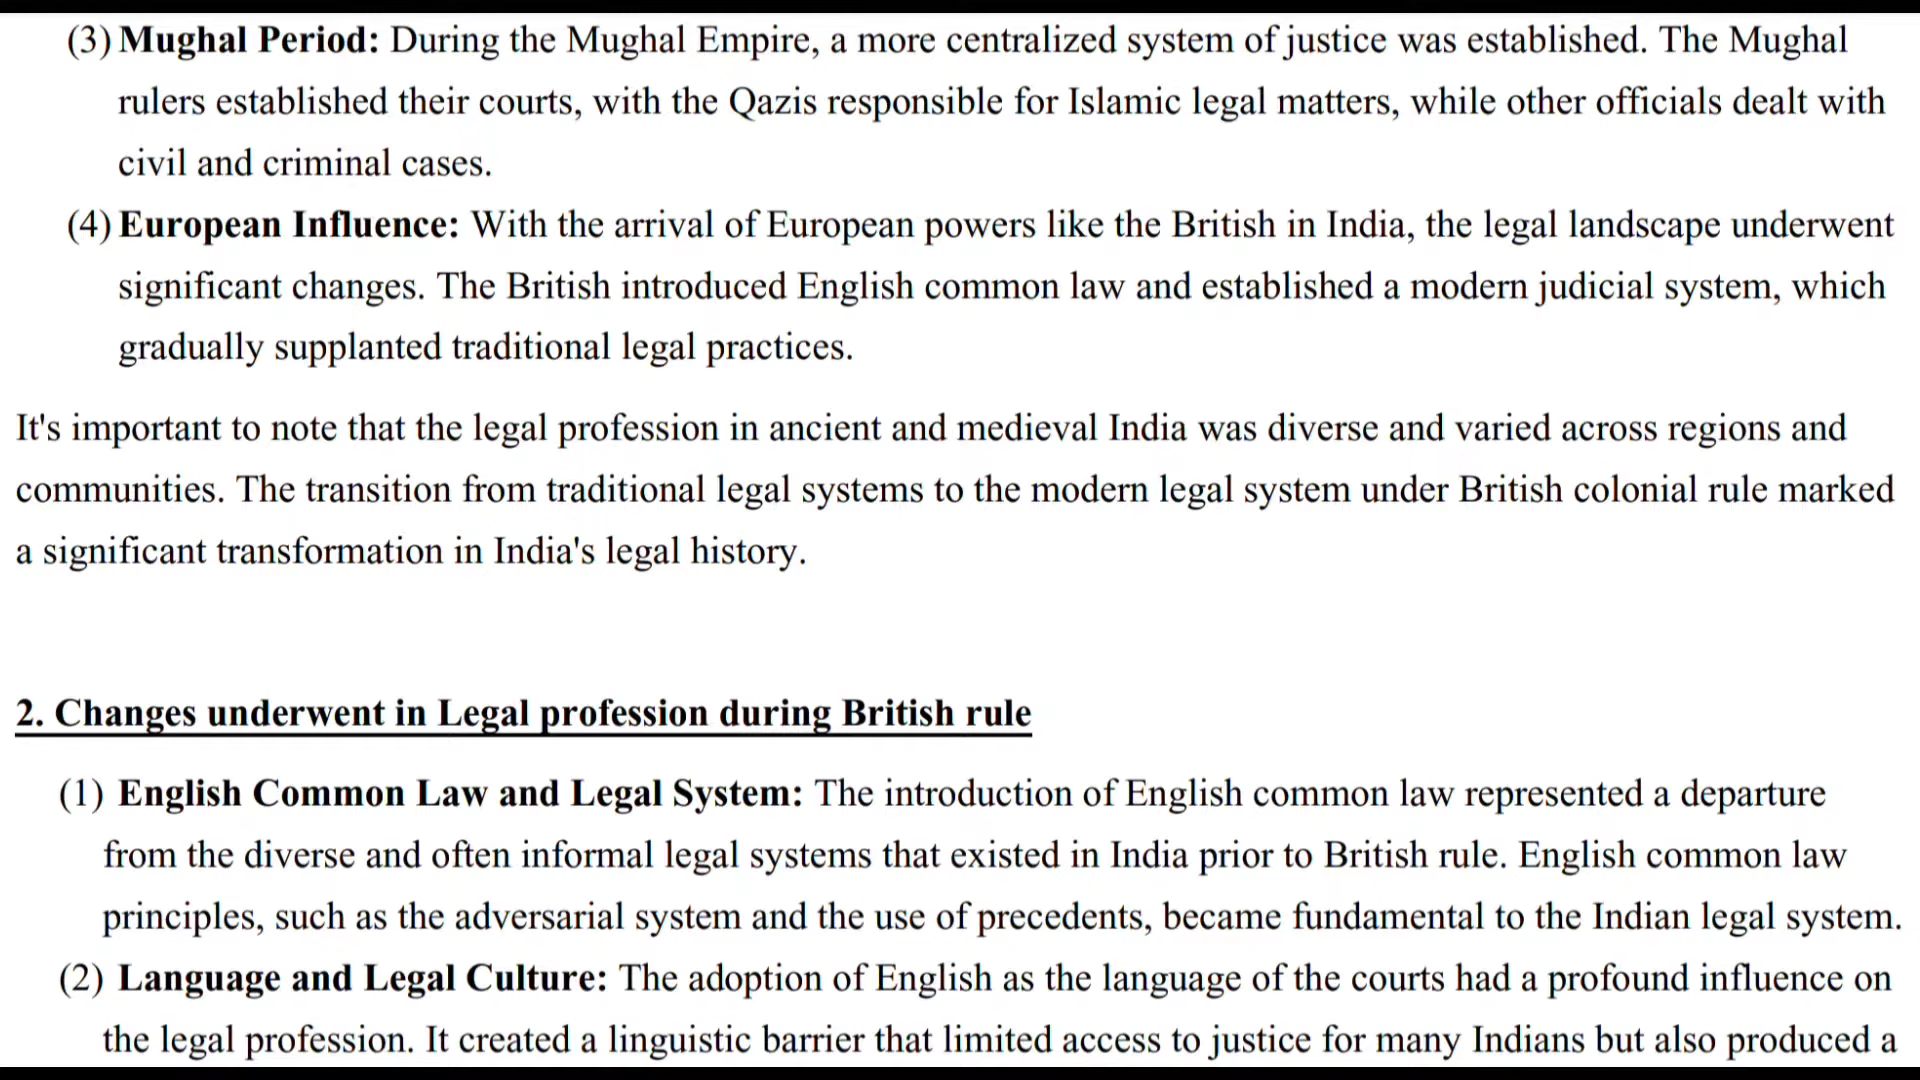 (3) Mughal Period: During the Mughal Empire, a more centralized system of justice was established. The Mughal
rulers established their courts, with the Qazis responsible for Islamic legal matters, while other officials dealt with
civil and criminal cases.
(4) European Influence: With the arrival of European powers like the British in India, the legal landscape underwent
significant changes. The British introduced English common law and established a modern judicial system, which
gradually supplanted traditional legal practices.
It's important to note that the legal profession in ancient and medieval India was diverse and varied across regions and
communities. The transition from traditional legal systems to the modern legal system under British colonial rule marked
a significant transformation in India's legal history.
2. Changes underwent in Legal profession during British rule
(1) English Common Law and Legal System: The introduction of English common law represented a departure
from the diverse and often informal legal systems that existed in India prior to British rule. English common law
principles, such as the adversarial system and the use of precedents, became fundamental to the Indian legal system.
(2) Language and Legal Culture: The adoption of English as the language of the courts had a profound influence on
the legal profession. It created a linguistic barrier that limited access to justice for many Indians but also produced a